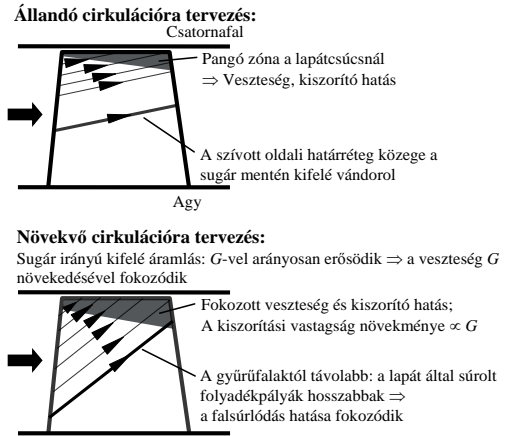 Állandó cirkulációra tervezés:
Csatornafal
Pangó zóna a lapátcsúcsnál
⇒ Veszteség, kiszorító hatás
A szívott oldali határréteg közege a
sugár mentén kifelé vándorol
Agy
Növekvő cirkulációra tervezés:
Sugár irányú kifelé áramlás: G-vel arányosan erősödik ⇒ a veszteség G
növekedésével fokozódik
Fokozott veszteség és kiszorító hatás;
A kiszorítási vastagság növekménye ∝ G
A gyűrűfalaktól távolabb: a lapát által súrolt
folyadékpályák hosszabbak ⇒
a falsúrlódás hatása fokozódik